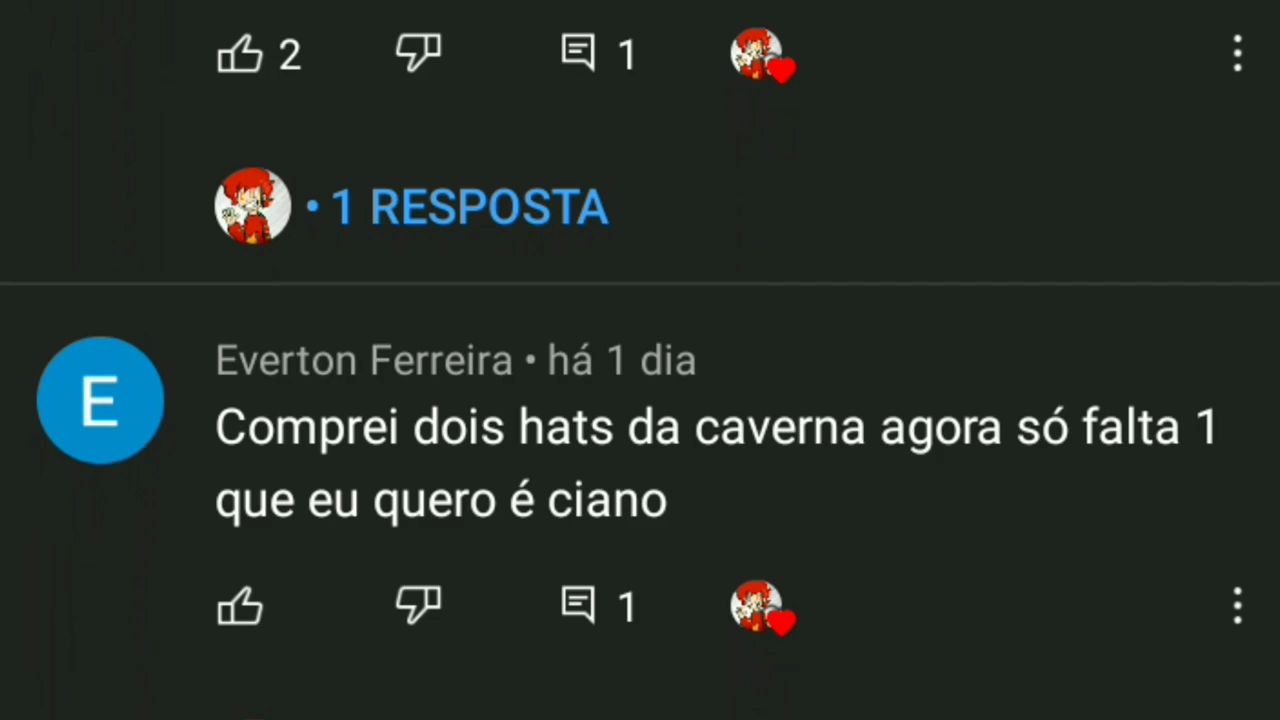 2 1
• 1 RESPOSTA
E
Everton Ferreira • há 1 dia
Comprei dois hats da caverna agora só falta 1
que eu quero é ciano
1